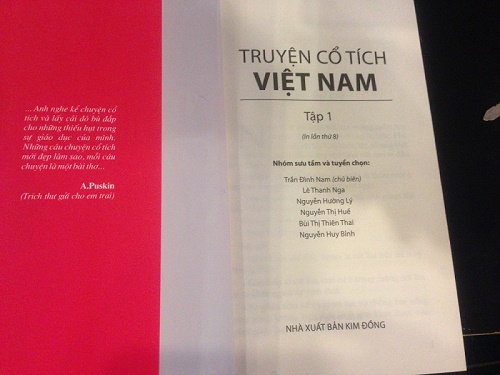 ... Anh nghe kể chuyện cổ
tích và lấy cái đó bù đắp
cho những thiếu hụt trong
sự giáo dục của mình.
Những câu chuyện cổ tích
mới đẹp làm sao, mỗi câu
chuyện là một bài thơ...
A.Puskin
(Trích thư gửi cho em trai)
TRUYỆN CỔ TÍCH
VIỆT NAM
Tập 1
(In lần thứ 8)
Nhóm sưu tầm và tuyển chọn:
Trần Đình Nam (chủ biên)
Lê Thanh Nga
Nguyễn Hường Lý
Nguyễn Thị Huế
Bùi Thị Thiên Thai
Nguyễn Huy Bỉnh
NHÀ XUẤT BẢN KIM ĐỒNG